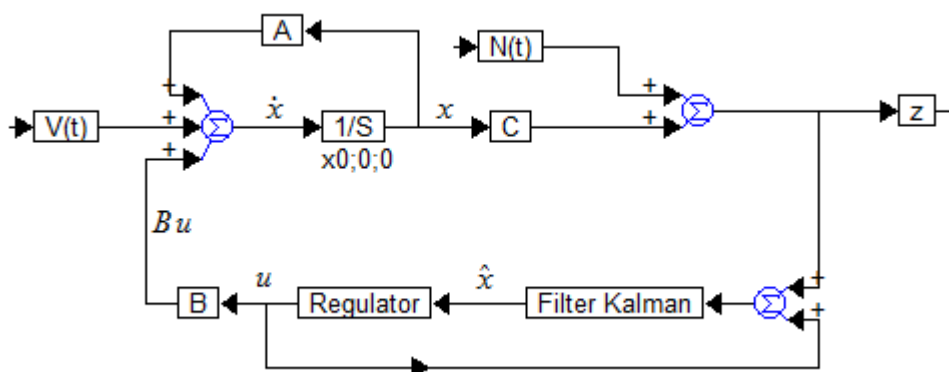 A
N(t)
+
+
ẋ
x
V(t)
+
Σ
1/S
C
+
Σ
z
+
x0;0;0
Bu
u
x̂
+
B
Regulator
Filter Kalman
Σ
+